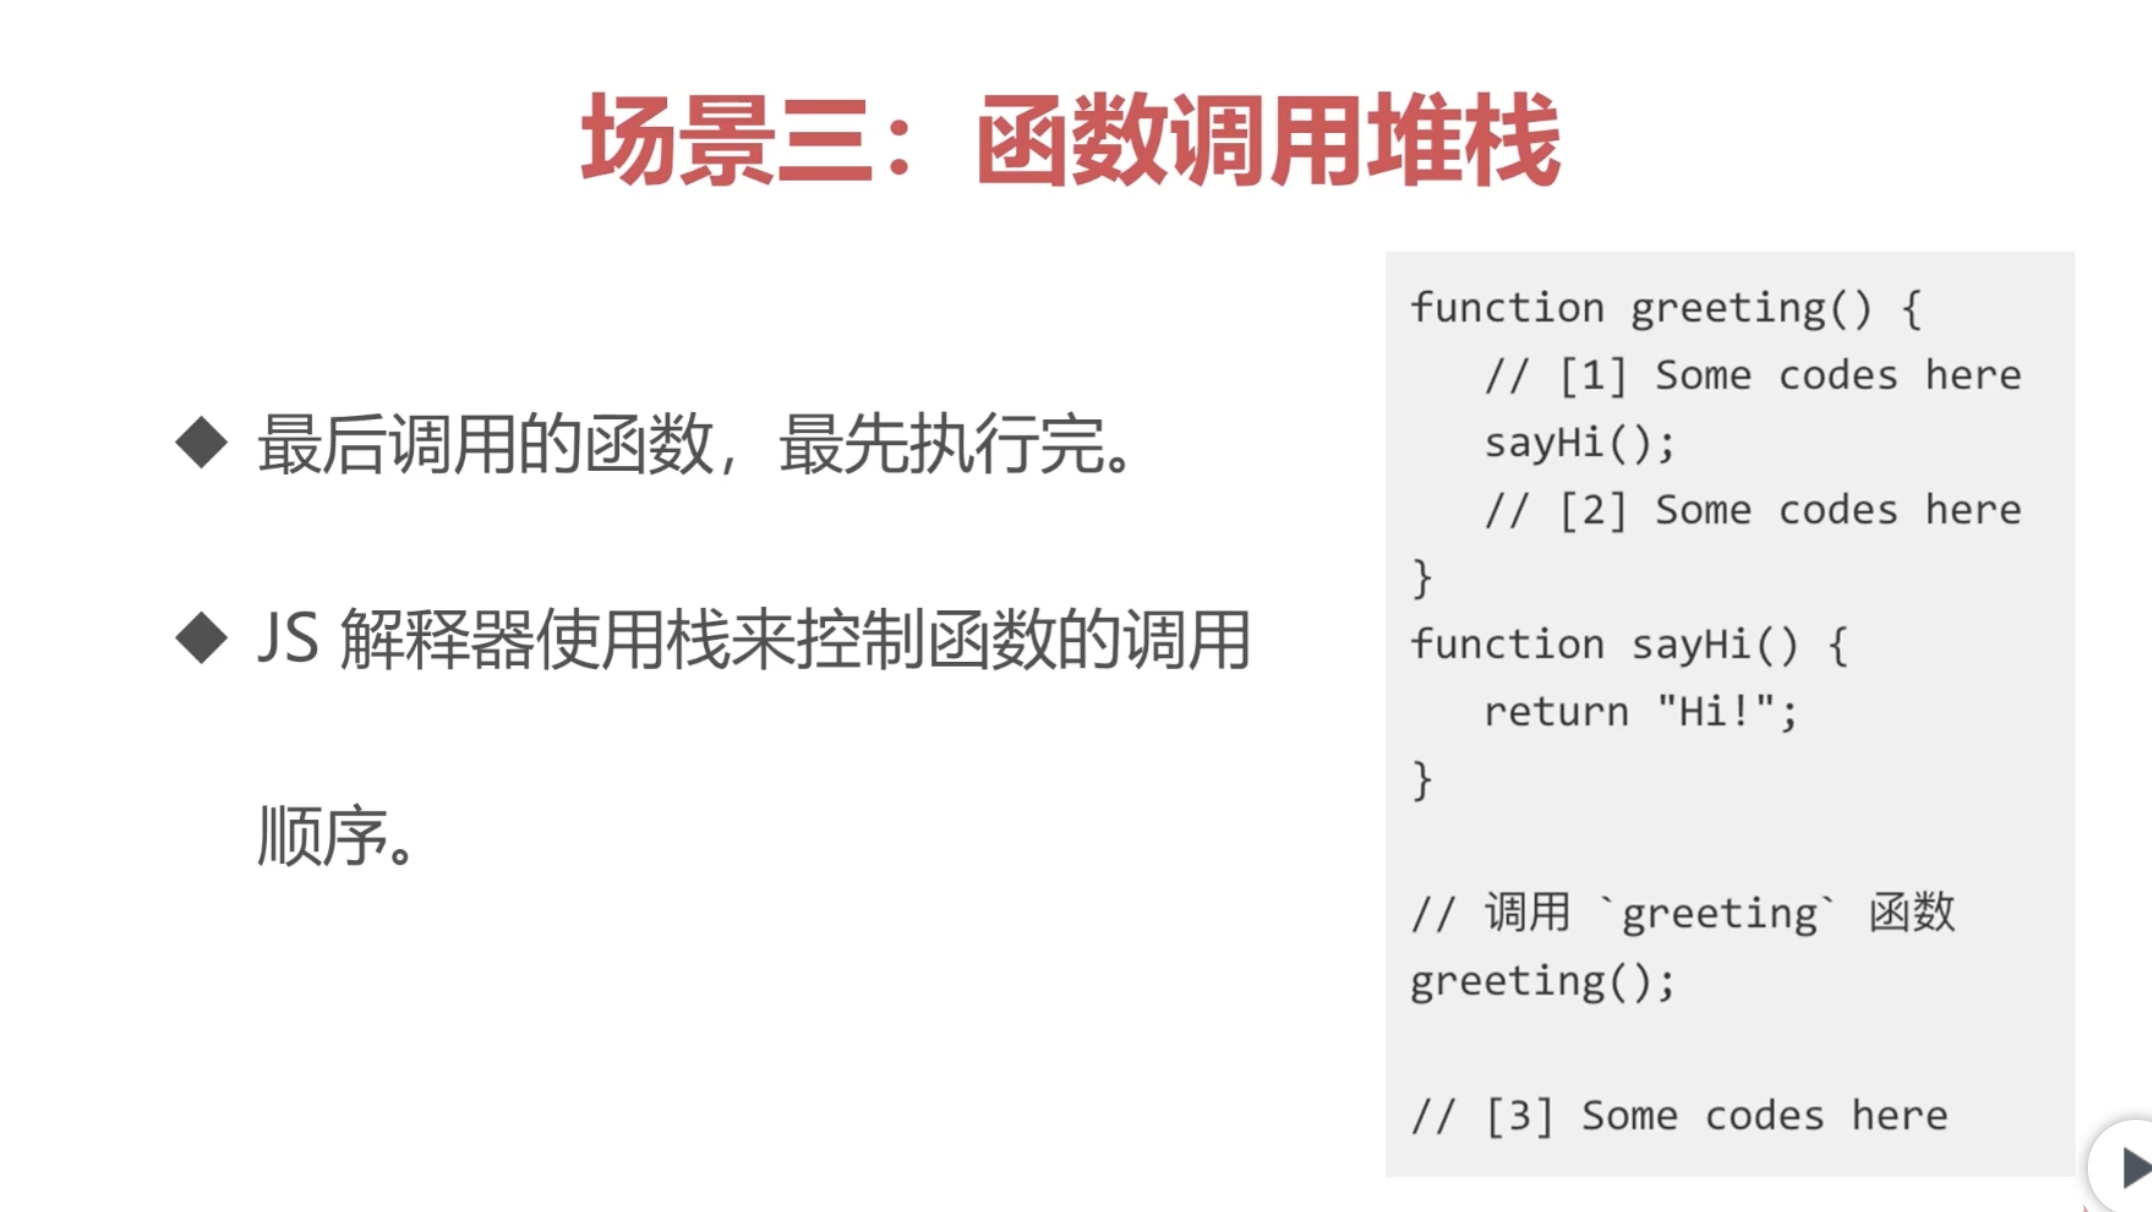 场景三：函数调用堆栈
◆ 最后调用的函数，最先执行完。
◆ JS 解释器使用栈来控制函数的调用
顺序。
function greeting() {
   // [1] Some codes here
   sayHi();
   // [2] Some codes here
}
function sayHi() {
   return "Hi!";
}
// 调用 `greeting` 函数
greeting();
// [3] Some codes here